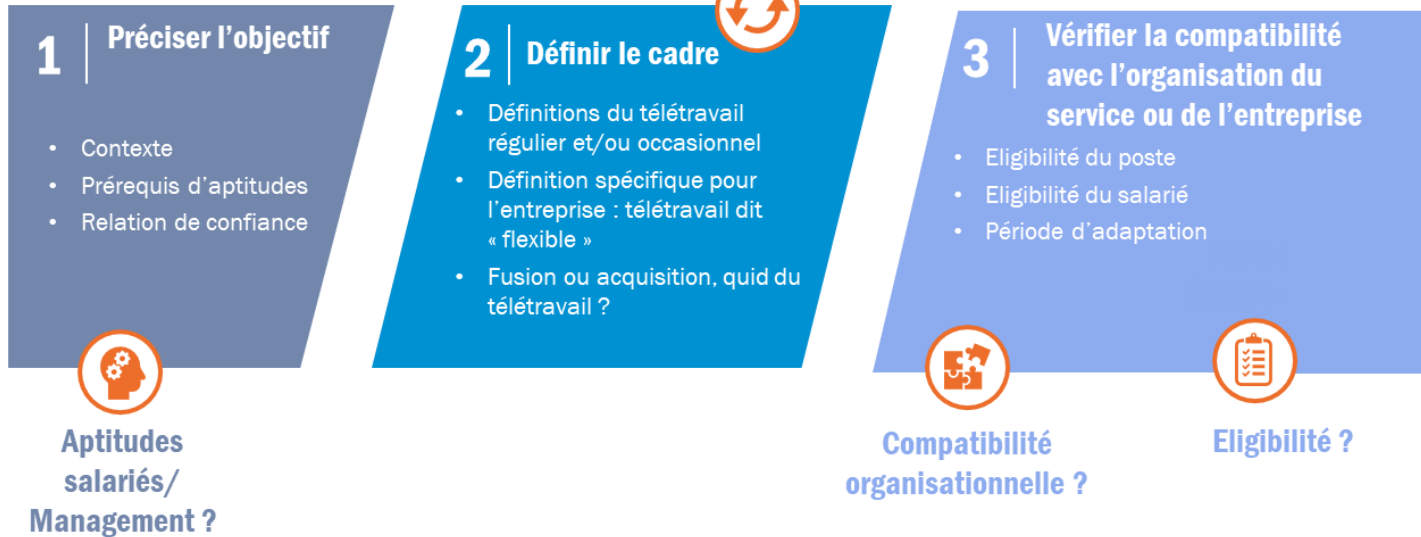 1
Préciser l’objectif
• Contexte
• Prérequis d’aptitudes
• Relation de confiance
Aptitudes
salariés/
Management ?
2
Définir le cadre
• Définitions du télétravail
régulier et/ou occasionnel
• Définition spécifique pour
l’entreprise : télétravail dit
« flexible »
• Fusion ou acquisition, quid du
télétravail ?
3
Vérifier la compatibilité
avec l’organisation du
service ou de l’entreprise
• Eligibilité du poste
• Eligibilité du salarié
• Période d’adaptation
Compatibilité
organisationnelle ?
Eligibilité ?